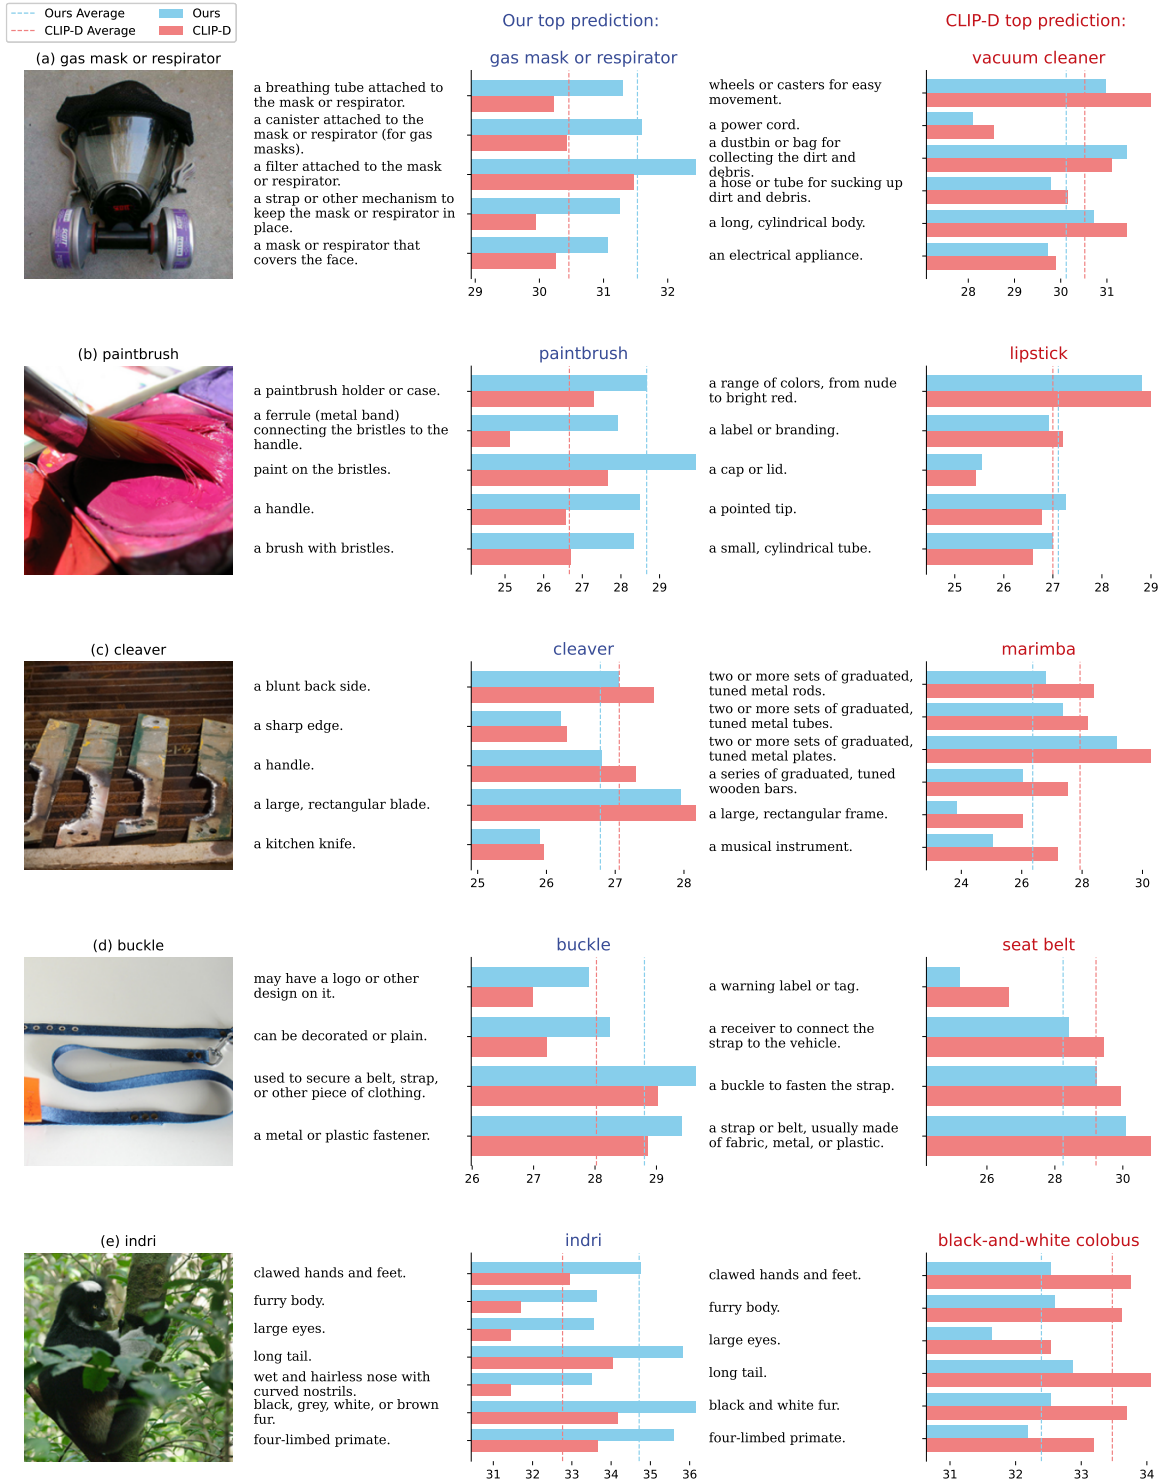 Ours Average
CLIP-D Average
Ours
CLIP-D
Our top prediction:
CLIP-D top prediction:
(a) gas mask or respirator
gas mask or respirator
vacuum cleaner
a breathing tube attached to
the mask or respirator.
a canister attached to the
mask or respirator (for gas
masks).
a filter attached to the mask
or respirator.
a strap or other mechanism to
keep the mask or respirator in
place.
a mask or respirator that
covers the face.
29 30 31 32
wheels or casters for easy
movement.
a power cord.
a dustbin or bag for
collecting the dirt and
debris.
a hose or tube for sucking up
dirt and debris.
a long, cylindrical body.
an electrical appliance.
28 29 30 31
(b) paintbrush
paintbrush
lipstick
a paintbrush holder or case.
a ferrule (metal band)
connecting the bristles to the
handle.
paint on the bristles.
a handle.
a brush with bristles.
25 26 27 28 29
a range of colors, from nude
to bright red.
a label or branding.
a cap or lid.
a pointed tip.
a small, cylindrical tube.
25 26 27 28 29
(c) cleaver
cleaver
marimba
a blunt back side.
a sharp edge.
a handle.
a large, rectangular blade.
a kitchen knife.
25 26 27 28
two or more sets of graduated,
tuned metal rods.
two or more sets of graduated,
tuned metal tubes.
two or more sets of graduated,
tuned metal plates.
a series of graduated, tuned
wooden bars.
a large, rectangular frame.
a musical instrument.
24 26 28 30
(d) buckle
buckle
seat belt
may have a logo or other
design on it.
can be decorated or plain.
used to secure a belt, strap,
or other piece of clothing.
a metal or plastic fastener.
26 27 28 29
a warning label or tag.
a receiver to connect the
strap to the vehicle.
a buckle to fasten the strap.
a strap or belt, usually made
of fabric, metal, or plastic.
26 28 30
(e) indri
indri
black-and-white colobus
clawed hands and feet.
furry body.
large eyes.
long tail.
wet and hairless nose with
curved nostrils.
black, grey, white, or brown
fur.
four-limbed primate.
31 32 33 34 35 36
clawed hands and feet.
furry body.
large eyes.
long tail.
black and white fur.
four-limbed primate.
31 32 33 34